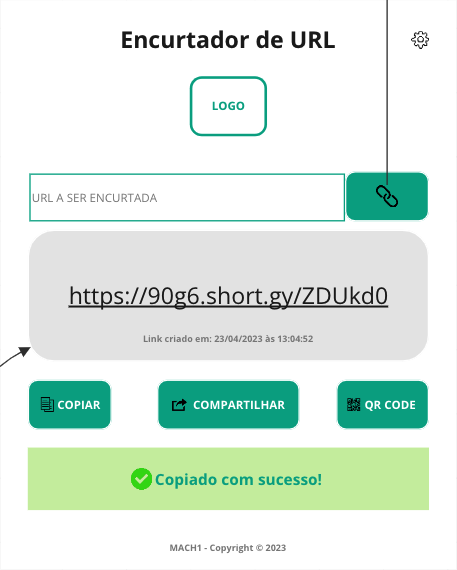 Encurtador de URL
LOGO
URL A SER ENCURTADA
https://90g6.short.gy/ZDUkd0
Link criado em: 23/04/2023 às 13:04:52
COPIAR
COMPARTILHAR
QR CODE
Copiado com sucesso!
MACH1 - Copyright © 2023